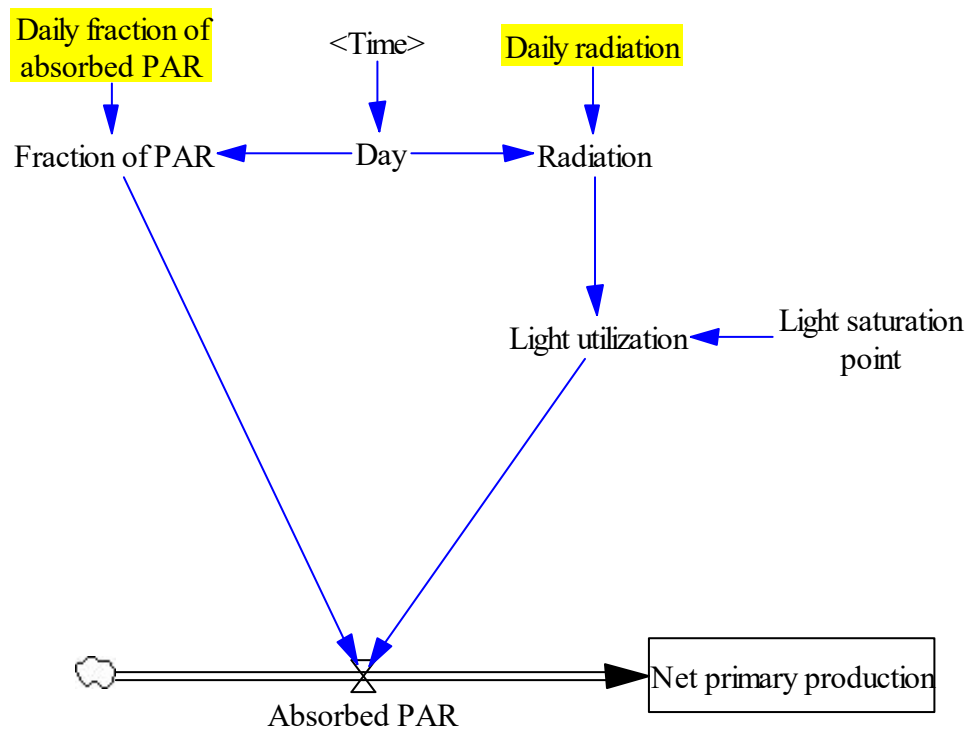 Daily fraction of
absorbed PAR
<Time>
Daily radiation
Fraction of PAR
Day
Radiation
Light utilization
Light saturation
point
Net primary production
Absorbed PAR